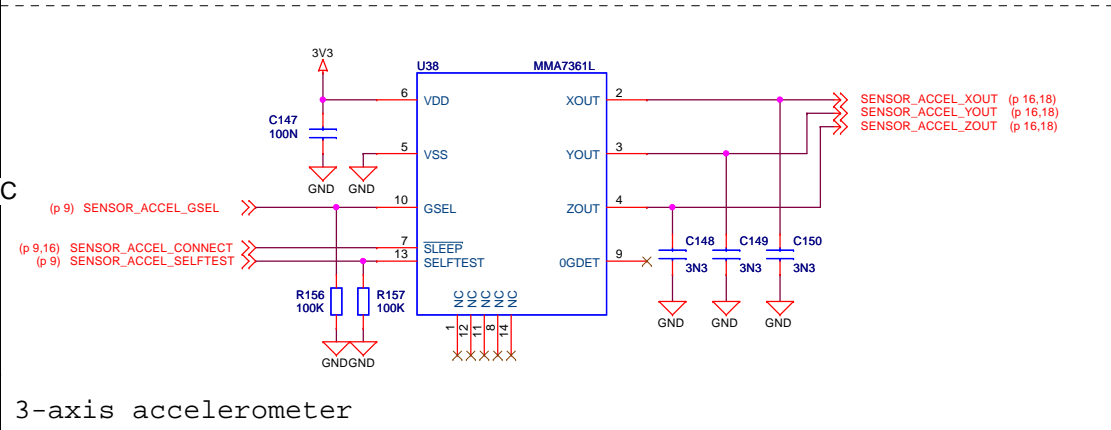 3V3
U38 MMA7361L
6 VDD XOUT 2 SENSOR_ACCEL_XOUT (p 16,18)
SENSOR_ACCEL_YOUT (p 16,18)
SENSOR_ACCEL_ZOUT (p 16,18)
C147
100N
5 VSS YOUT 3
GND GND
C
(p 9) SENSOR_ACCEL_GSEL 10 GSEL ZOUT 4
(p 9,16) SENSOR_ACCEL_CONNECT 7 SLEEP
(p 9) SENSOR_ACCEL_SELFTEST 13 SELFTEST 0GDET 9
C148 C149 C150
3N3 3N3 3N3
R156 R157
100K 100K
NC NC NC NC NC
1 12 11 8 14
GND GND GND
GND GND
3-axis accelerometer